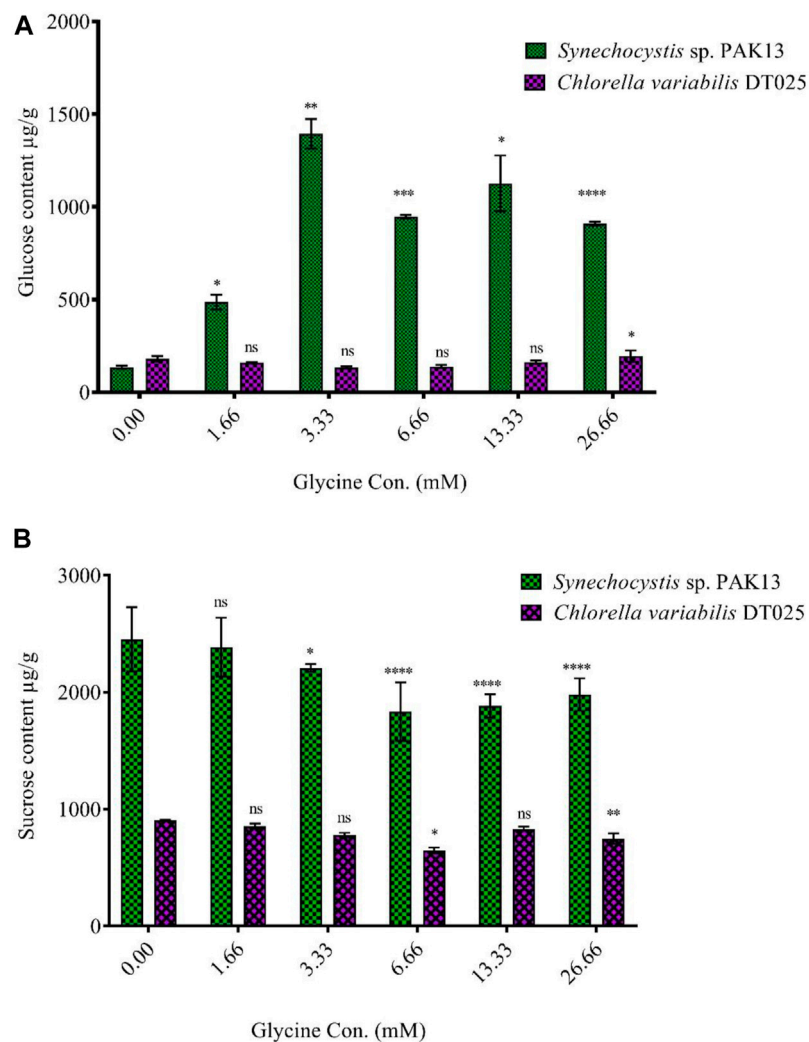 A
2000
1500
1000
500
0
Glucose content µg/g
Synechocystis sp. PAK13
Chlorella variabilis DT025
*
ns
**
ns
***
ns
*
ns
****
*
0.00
1.66
3.33
6.66
13.33
26.66
Glycine Con. (mM)
B
3000
2000
1000
0
Sucrose content µg/g
Synechocystis sp. PAK13
Chlorella variabilis DT025
ns
ns
*
ns
****
*
****
ns
****
**
0.00
1.66
3.33
6.66
13.33
26.66
Glycine Con. (mM)